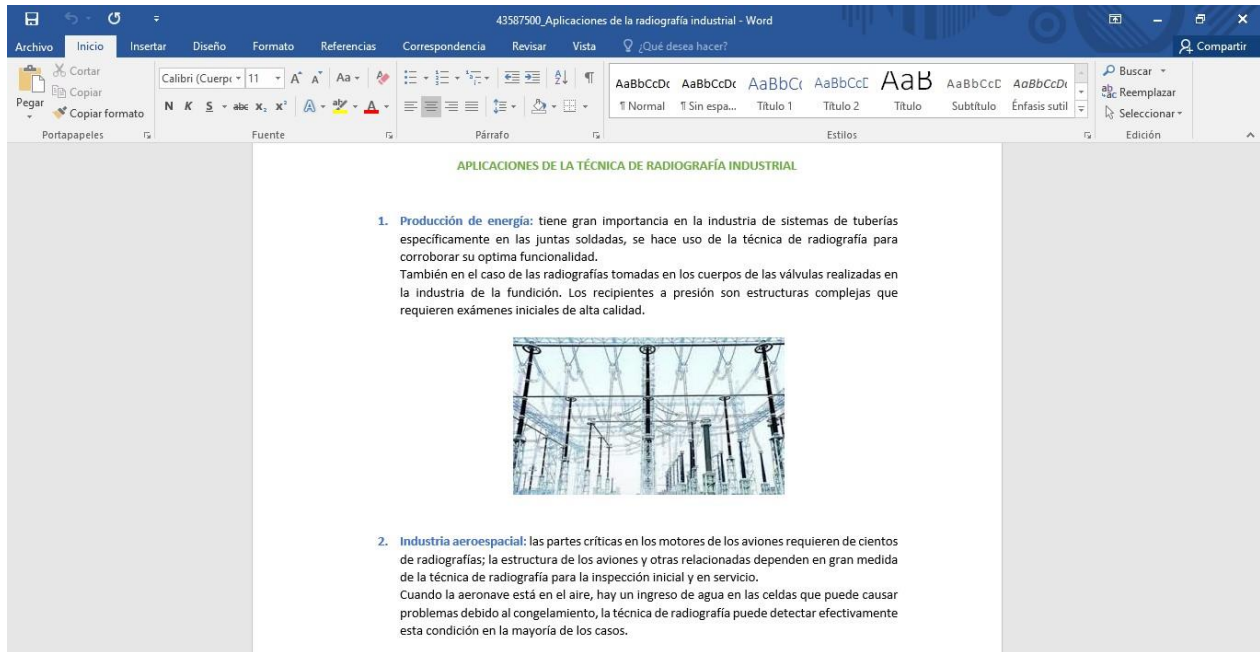 43587500_Aplicaciones de la radiografía industrial - Word
Archivo Inicio Insertar Diseño Formato Referencias Correspondencia Revisar Vista ¿Qué desea hacer? Compartir
Pegar
Cortar
Copiar
Copiar formato
Portapapeles
Calibri (Cuerpo 11 A A Aa
N K S abc X₂ X² A aby A
Fuente
Párrafo
AaBbCcDc AaBbCcDc AaBbCc AaBbCcE AaB AaBbCcD AaBbCcDc
¶ Normal ¶ Sin espa... Título 1 Título 2 Título Subtítulo Énfasis sutil
Estilos
Buscar
Reemplazar
Seleccionar
Edición
APLICACIONES DE LA TÉCNICA DE RADIOGRAFÍA INDUSTRIAL
1. Producción de energía: tiene gran importancia en la industria de sistemas de tuberías
específicamente en las juntas soldadas, se hace uso de la técnica de radiografía para
corroborar su optima funcionalidad.
También en el caso de las radiografías tomadas en los cuerpos de las válvulas realizadas en
la industria de la fundición. Los recipientes a presión son estructuras complejas que
requieren exámenes iniciales de alta calidad.
2. Industria aeroespacial: las partes críticas en los motores de los aviones requieren de cientos
de radiografías; la estructura de los aviones y otras relacionadas dependen en gran medida
de la técnica de radiografía para la inspección inicial y en servicio.
Cuando la aeronave está en el aire, hay un ingreso de agua en las celdas que puede causar
problemas debido al congelamiento, la técnica de radiografía puede detectar efectivamente
esta condición en la mayoría de los casos.